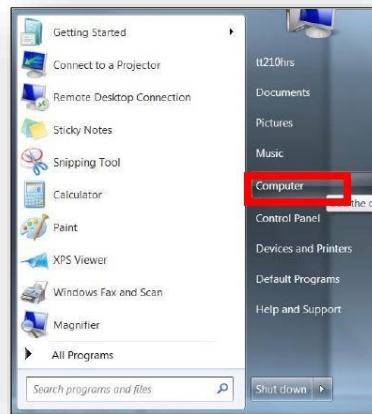 Getting Started
Connect to a Projector
Remote Desktop Connection
Sticky Notes
Snipping Tool
Calculator
Paint
XPS Viewer
Windows Fax and Scan
Magnifier
All Programs
Search programs and files
tt210hrs
Documents
Pictures
Music
Computer
Control Panel
Devices and Printers
Default Programs
Help and Support
Shut down